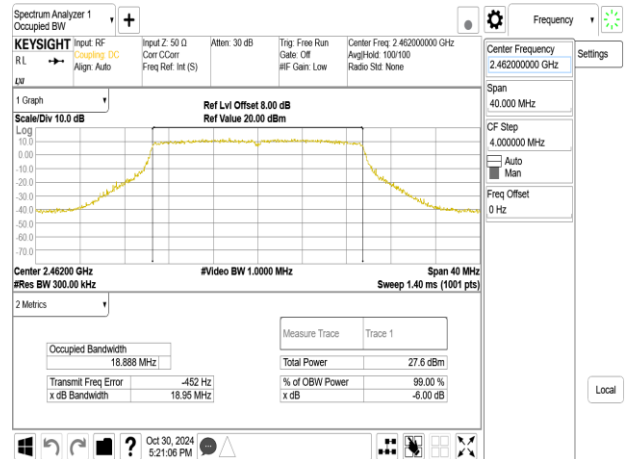 Spectrum Analyzer 1
Occupied BW
Frequency
KEYSIGHT
R L
LXI
Input: RF
Coupling: DC
Align: Auto
Input Z: 50 Ω
Corr CCorr
Freq Ref: Int (S)
Atten: 30 dB
Trig: Free Run
Gate: Off
#IF Gain: Low
Center Freq: 2.462000000 GHz
Avg|Hold: 100/100
Radio Std: None
Center Frequency
2.462000000 GHz
Settings
Span
40.000 MHz
CF Step
4.000000 MHz
Auto
Man
Freq Offset
0 Hz
Local
1 Graph
Scale/Div 10.0 dB
Ref Lvl Offset 8.00 dB
Ref Value 20.00 dBm
Log
10.0
0.00
-10.0
-20.0
-30.0
-40.0
-50.0
-60.0
-70.0
Center 2.46200 GHz
#Video BW 1.0000 MHz
Span 40 MHz
#Res BW 300.00 kHz
Sweep 1.40 ms (1001 pts)
2 Metrics
Measure Trace Trace 1
Occupied Bandwidth
18.888 MHz
Total Power 27.6 dBm
Transmit Freq Error -452 Hz
% of OBW Power 99.00 %
x dB Bandwidth 18.95 MHz
x dB -6.00 dB
?
Oct 30, 2024
5:21:06 PM